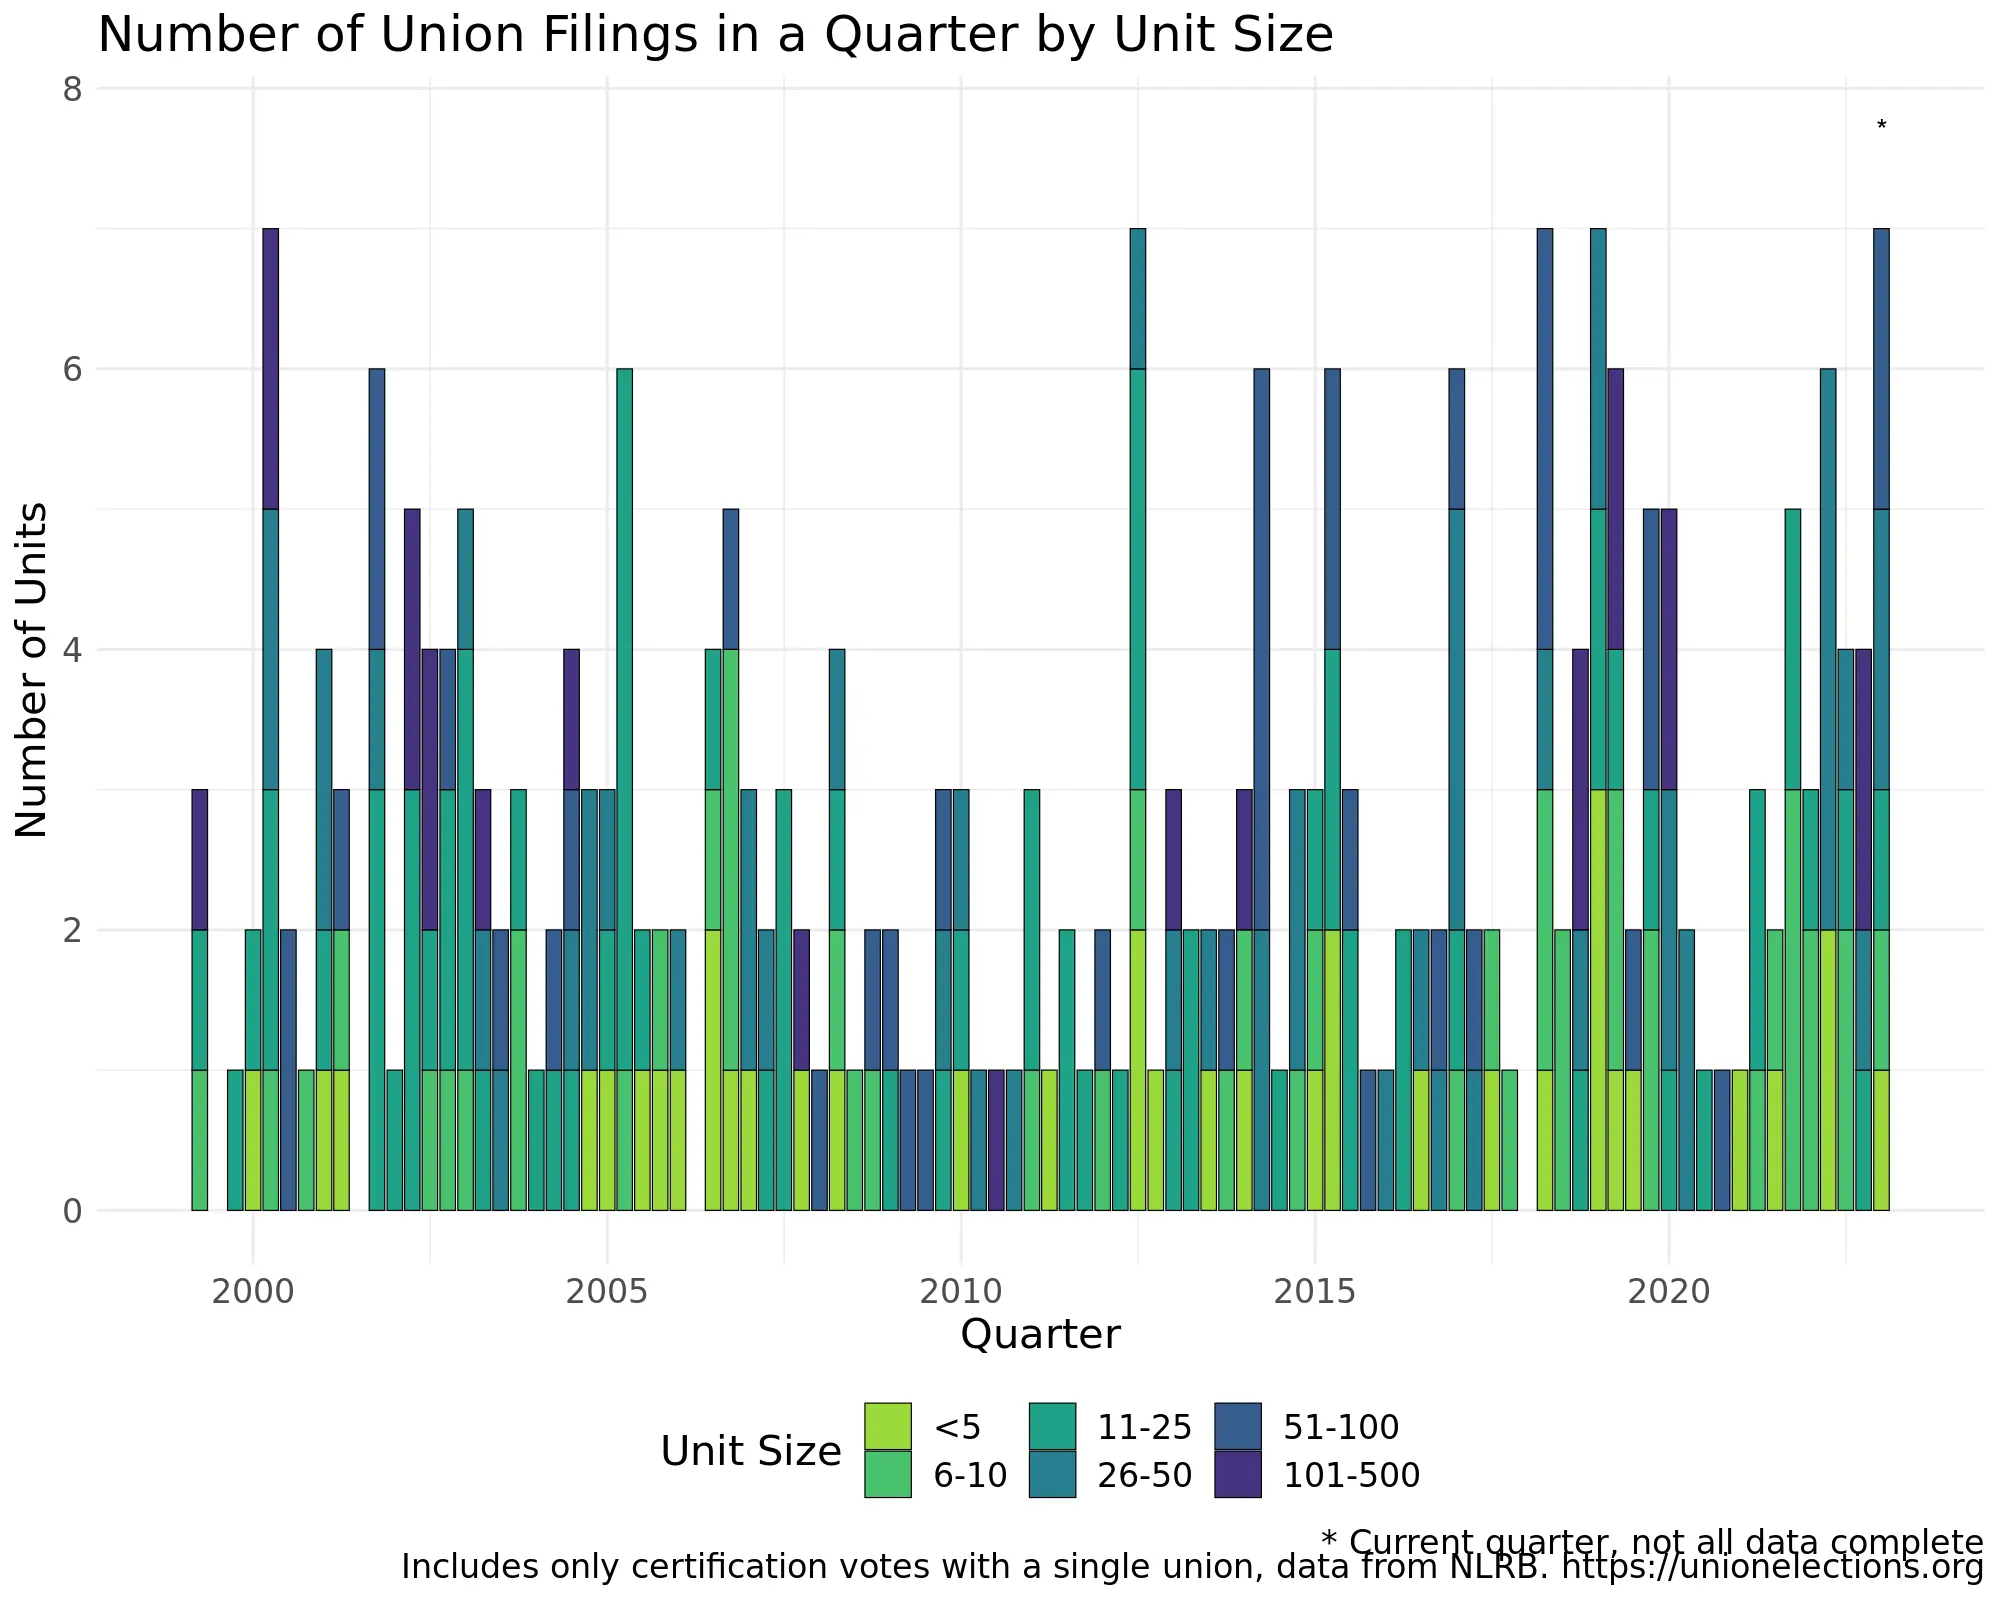 Number of Union Filings in a Quarter by Unit Size
8
*
6
4
2
0
Number of Units
2000 2005 2010 2015 2020
Quarter
Unit Size
<5 11-25 51-100
6-10 26-50 101-500
* Current quarter, not all data complete
Includes only certification votes with a single union, data from NLRB. https://unionelections.org